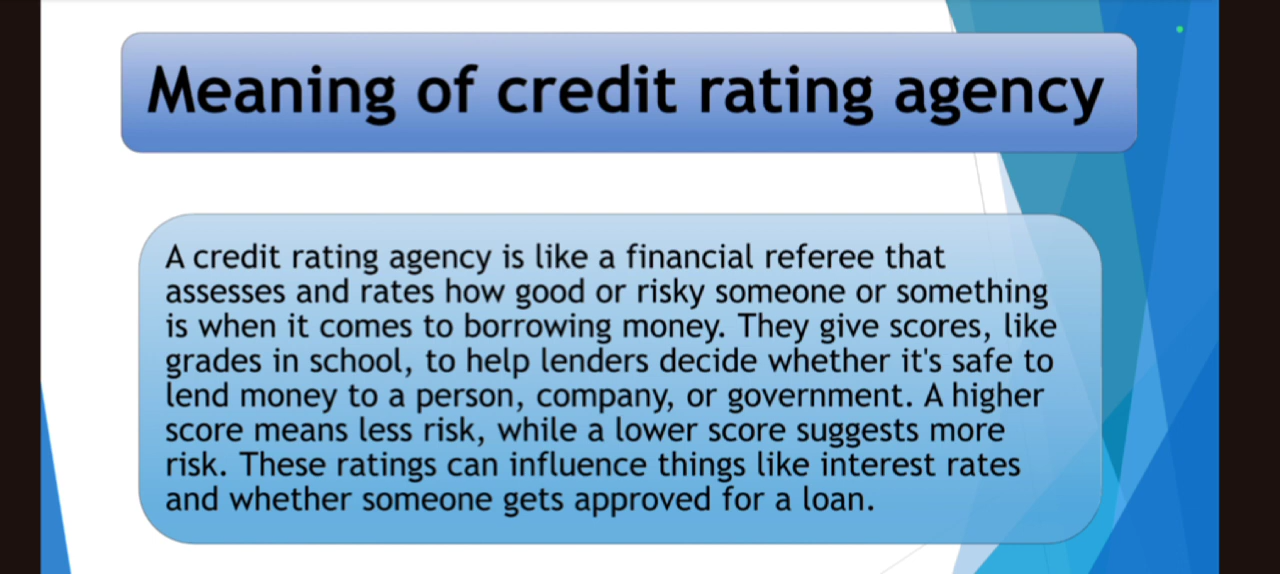 Meaning of credit rating agency
A credit rating agency is like a financial referee that
assesses and rates how good or risky someone or something
is when it comes to borrowing money. They give scores, like
grades in school, to help lenders decide whether it's safe to
lend money to a person, company, or government. A higher
score means less risk, while a lower score suggests more
risk. These ratings can influence things like interest rates
and whether someone gets approved for a loan.